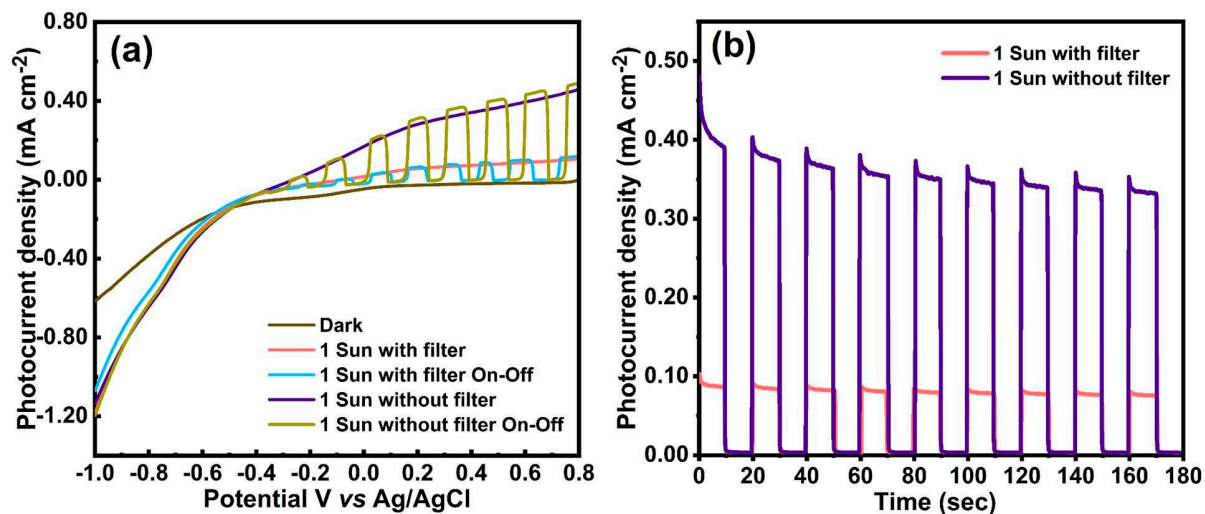 (a)
0.80
0.40
0.00
-0.40
-0.80
-1.20
Photocurrent density (mA cm-2)
Dark
1 Sun with filter
1 Sun with filter On-Off
1 Sun without filter
1 Sun without filter On-Off
-1.0 -0.8 -0.6 -0.4 -0.2 0.0 0.2 0.4 0.6 0.8
Potential V vs Ag/AgCl
(b)
1 Sun with filter
1 Sun without filter
0.50
0.40
0.30
0.20
0.10
0.00
Photocurrent density (mA cm-2)
0 20 40 60 80 100 120 140 160 180
Time (sec)